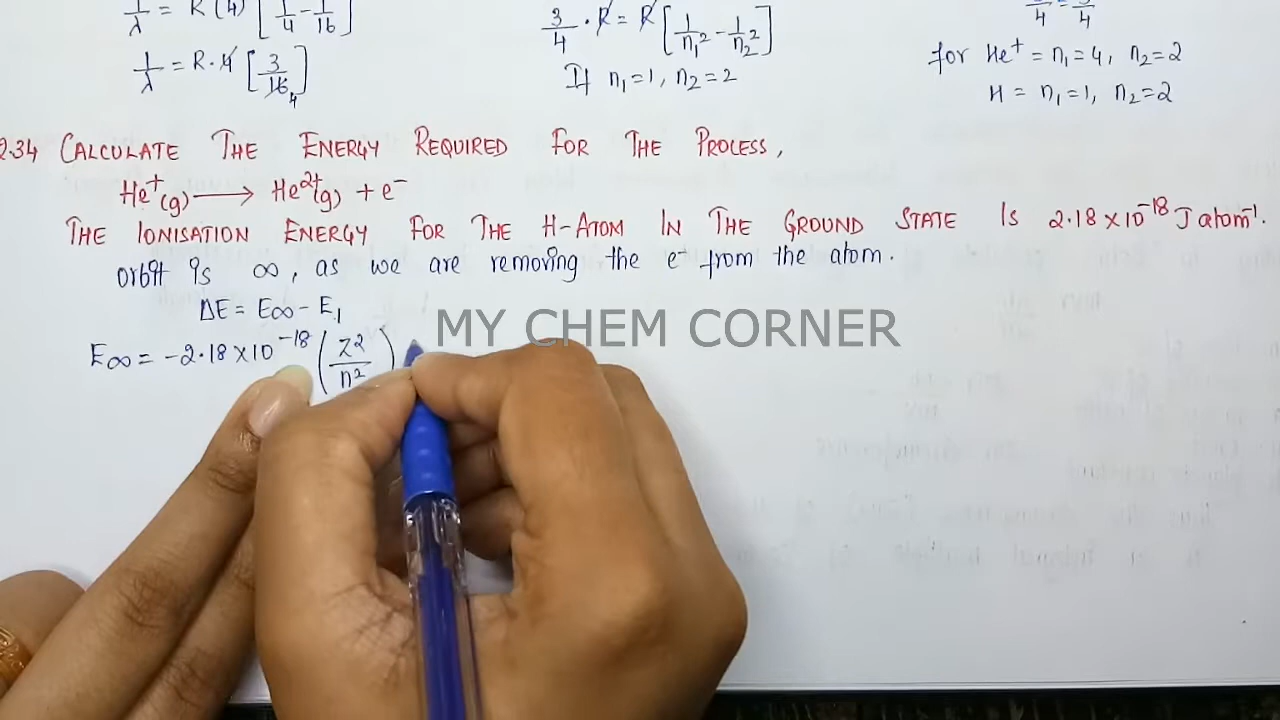 1/λ = R(4) [1/4 - 1/16]
1/λ = R·4 [3/16] 4
3/4 · R = R [1/n₁² - 1/n₂²]
If n₁=1, n₂=2
/4 = 3/4
for He⁺ = n₁=4, n₂=2
H = n₁=1, n₂=2
2.34 CALCULATE THE ENERGY REQUIRED FOR THE PROCESS,
He⁺(g) ⟶ He²⁺(g) + e⁻
THE IONISATION ENERGY FOR THE H-ATOM IN THE GROUND STATE IS 2.18×10⁻¹⁸ J atom⁻¹.
orbit is ∞, as we are removing the e⁻ from the atom.
ΔE = E∞ - E₁
E∞ = -2.18×10⁻¹⁸ (Z²/n²)
MY CHEM CORNER